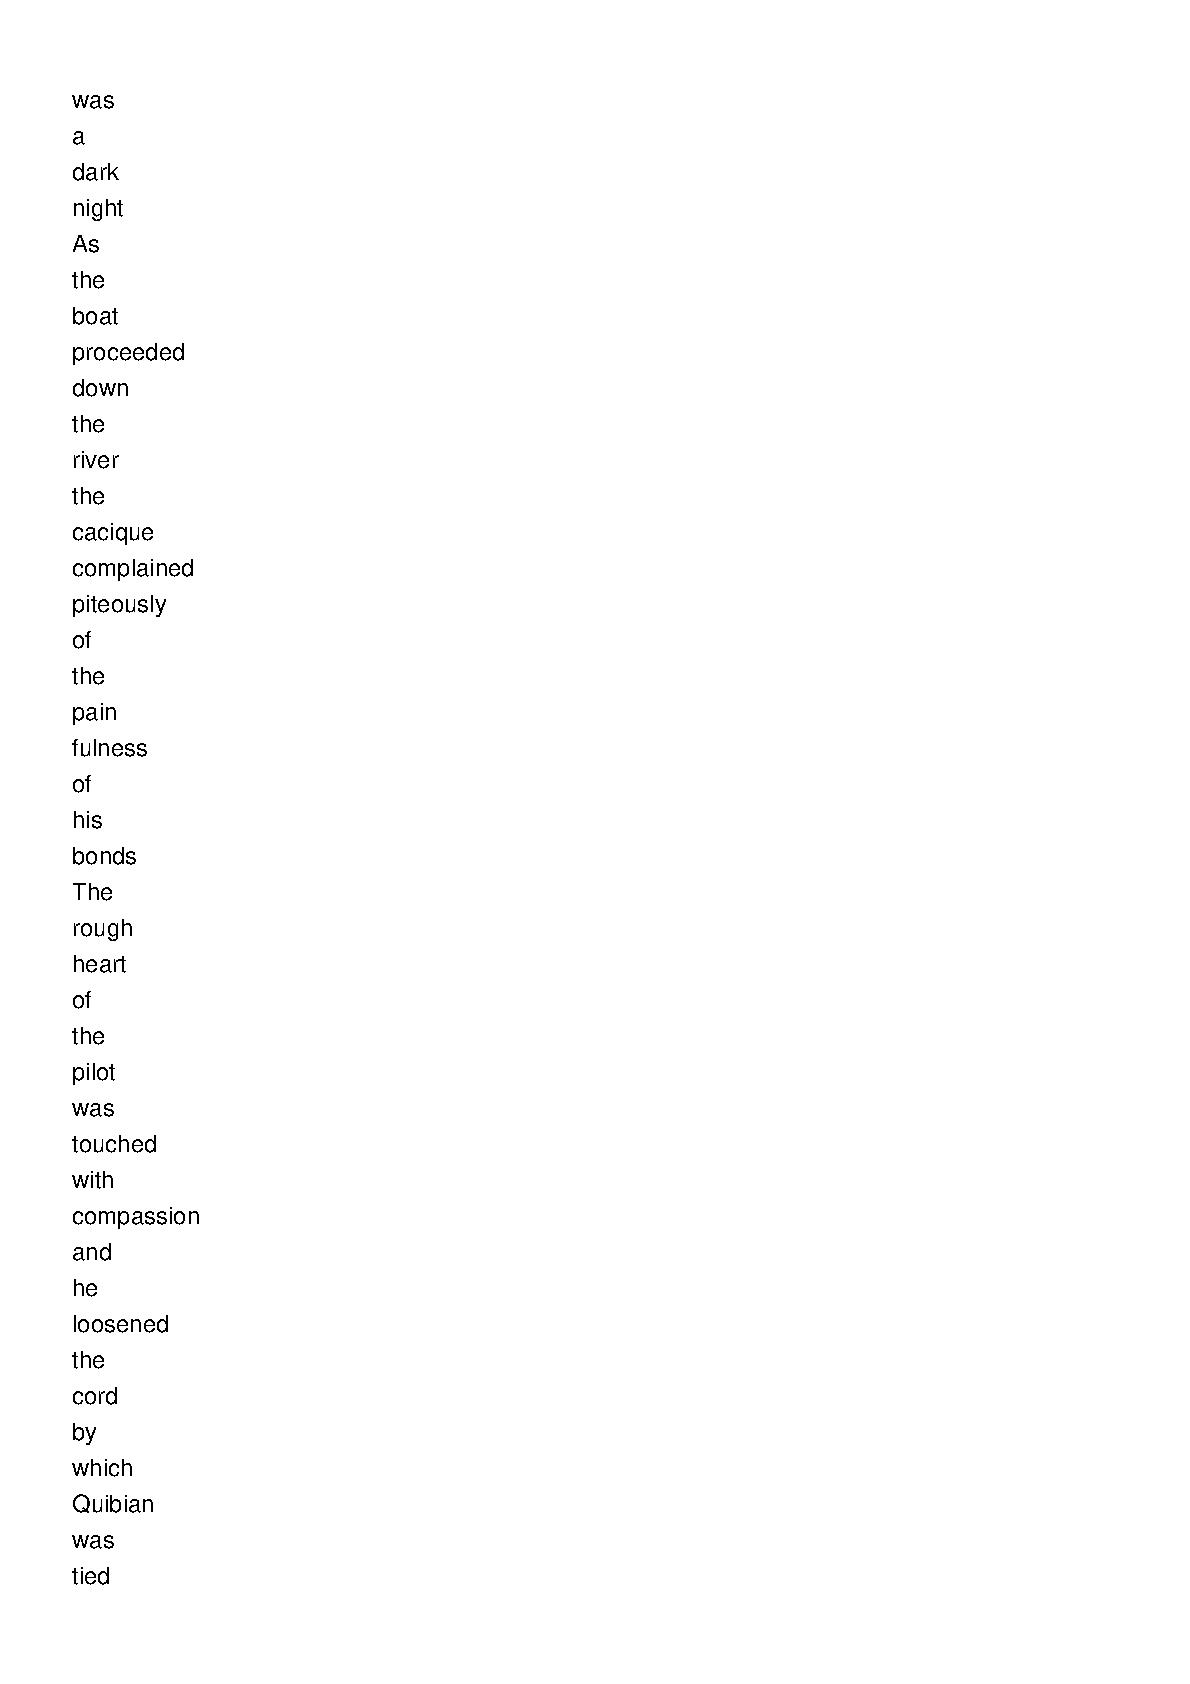 was
a
dark
night
As
the
boat
proceeded
down
the
river
the
cacique
complained
piteously
of
the
pain
fulness
of
his
bonds
The
rough
heart
of
the
pilot
was
touched
with
compassion
and
he
loosened
the
cord
by
which
Quibian
was
tied